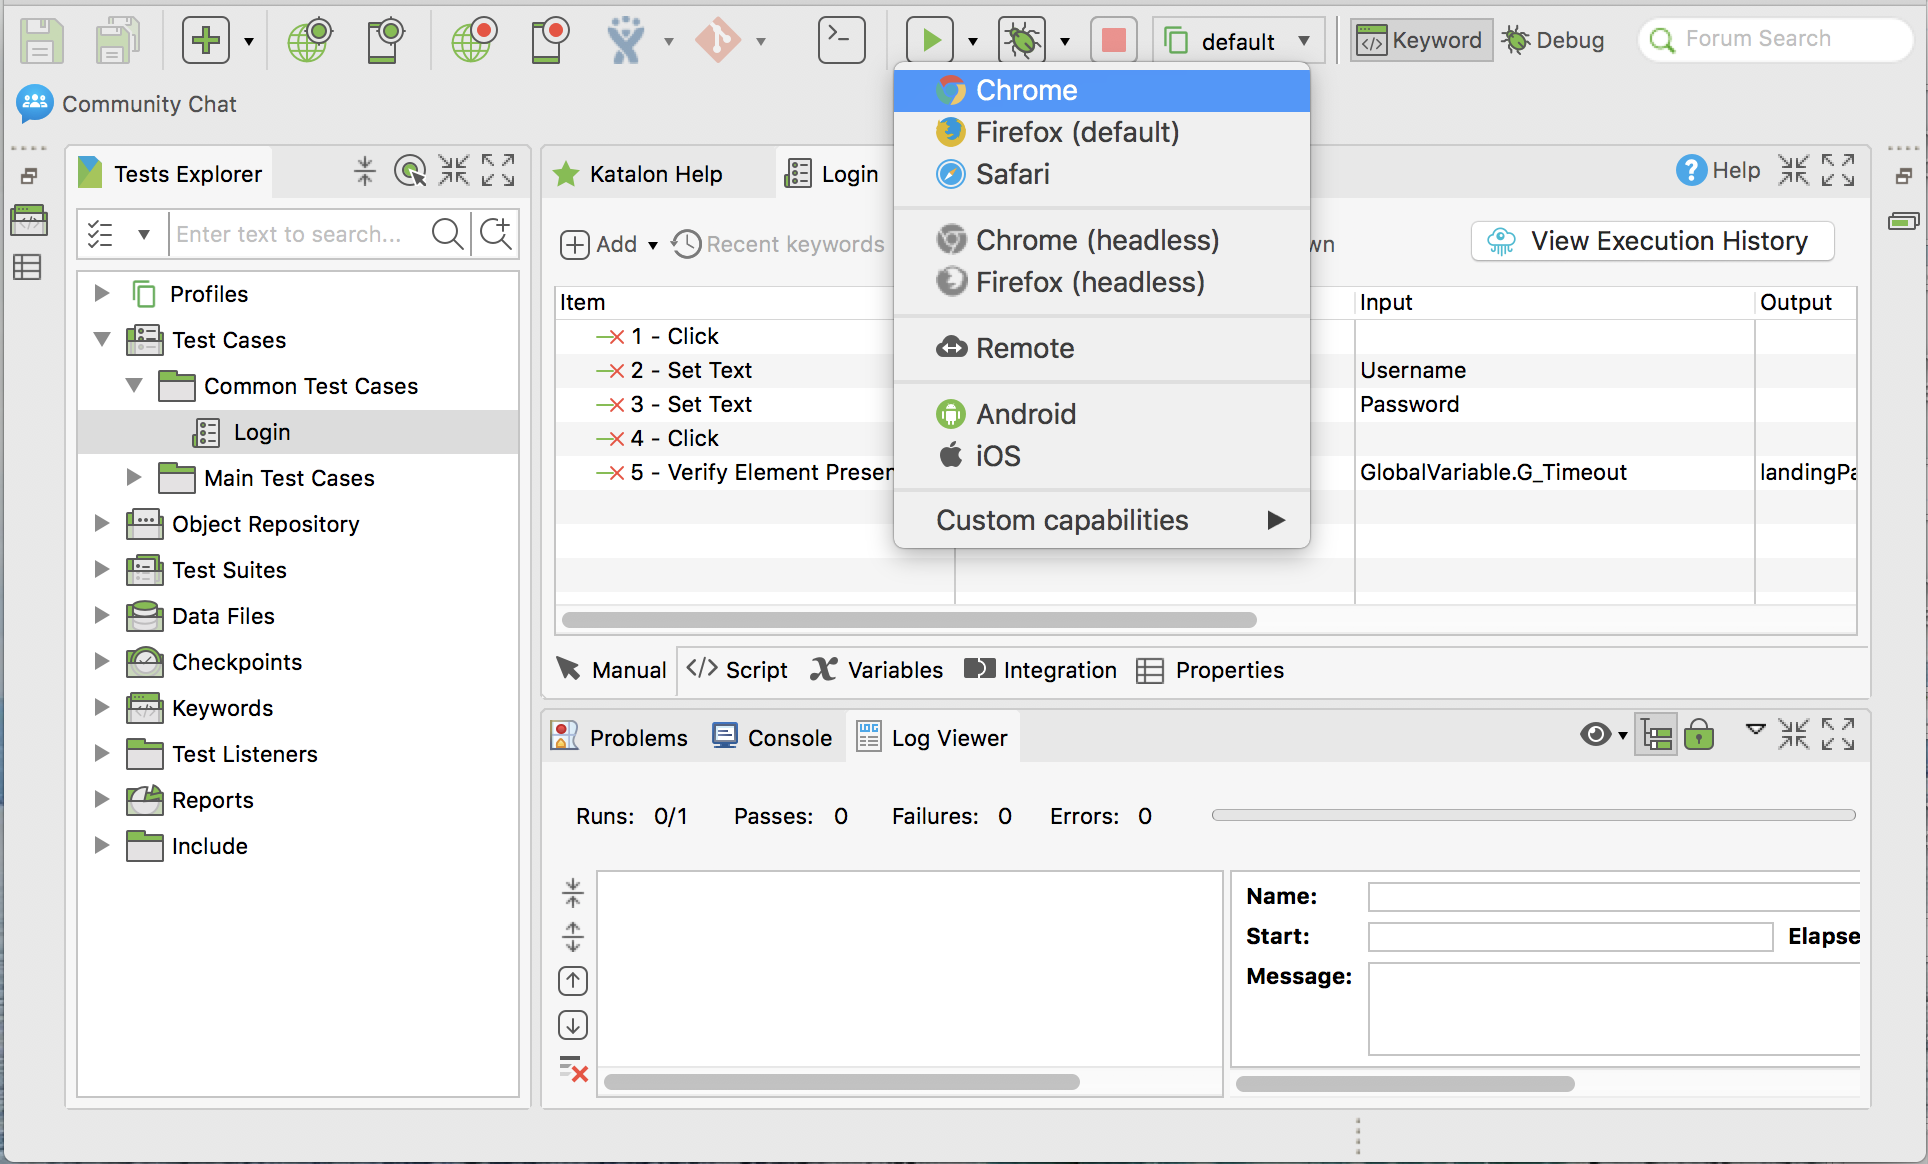 default
Keyword
Debug
Forum Search
Community Chat
Chrome
Firefox (default)
Safari
Chrome (headless)
Firefox (headless)
Remote
Android
iOS
Custom capabilities
Tests Explorer
Enter text to search...
Profiles
Test Cases
Common Test Cases
Login
Main Test Cases
Object Repository
Test Suites
Data Files
Checkpoints
Keywords
Test Listeners
Reports
Include
Katalon Help
Login
Help
Add
Recent keywords
wn
View Execution History
Item
Input
Output
1 - Click
2 - Set Text
Username
3 - Set Text
Password
4 - Click
5 - Verify Element Presen
GlobalVariable.G_Timeout
landingPa
Manual
Script
Variables
Integration
Properties
Problems
Console
LOG
Log Viewer
Runs: 0/1 Passes: 0 Failures: 0 Errors: 0
Name:
Start:
Elapse
Message: